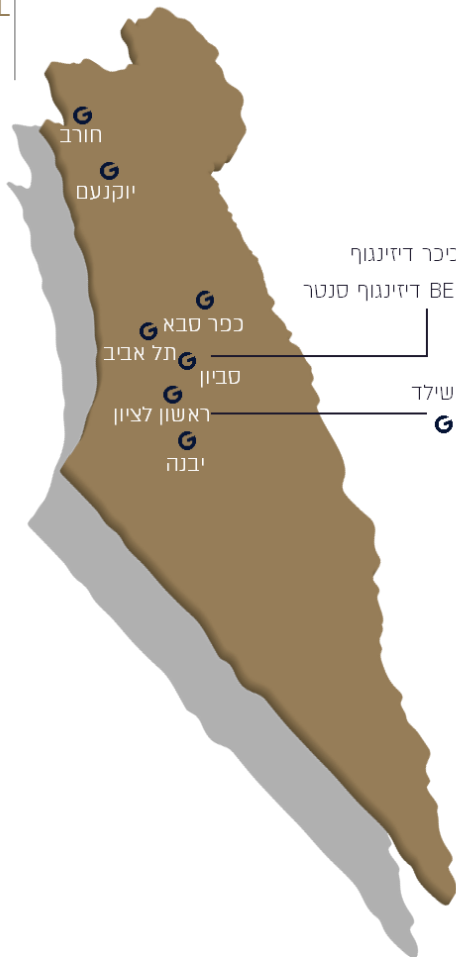 חורב
יוקנעם
כיכר דיזינגוף
BE דיזינגוף סנטר
כפר סבא
תל אביב
סביון
שילד
ראשון לציון
יבנה